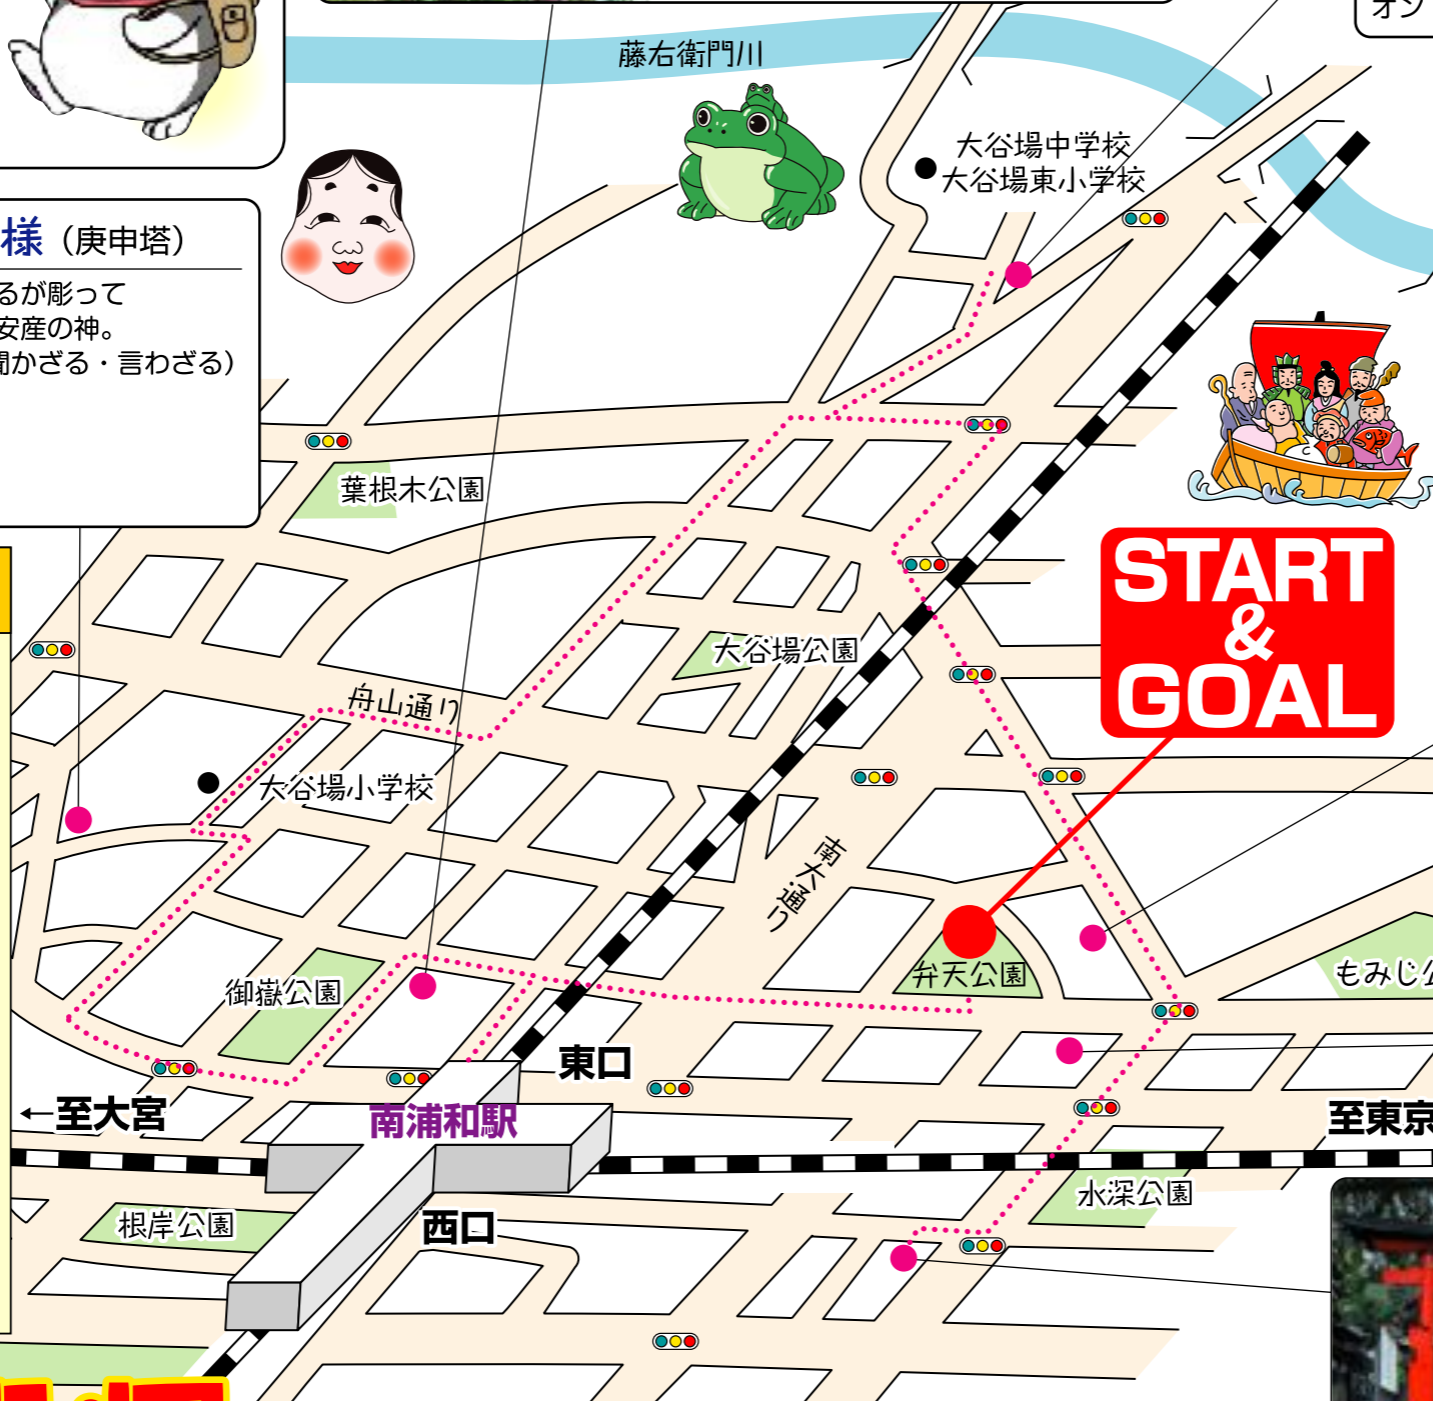 オシ
藤右衛門川
大谷場中学校
大谷場東小学校
様（庚申塔）
るが彫って
安産の神。
聞かざる・言わざる）
葉根木公園
START
&
GOAL
大谷場公園
舟山通り
大谷場小学校
南大通り
弁天公園
もみじ公
御嶽公園
東口
←至大宮
南浦和駅
至東京
水深公園
根岸公園
西口